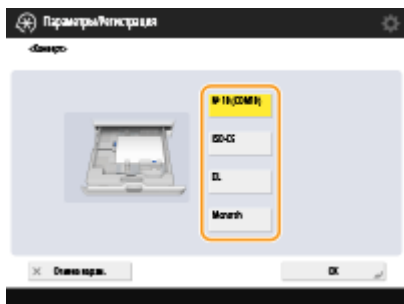 Параметры/Регистрация
<Конверт>
№ 10 (COM10)
ISO-C5
DL
Monarch
Отмена парам.
OK